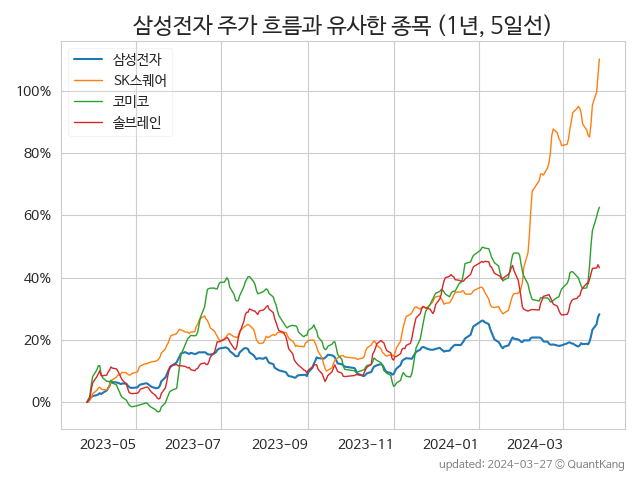 삼성전자 주가 흐름과 유사한 종목 (1년, 5일선)
삼성전자
SK스퀘어
코미코
솔브레인
100%
80%
60%
40%
20%
0%
2023-05
2023-07
2023-09
2023-11
2024-01
2024-03
updated: 2024-03-27 © QuantKang